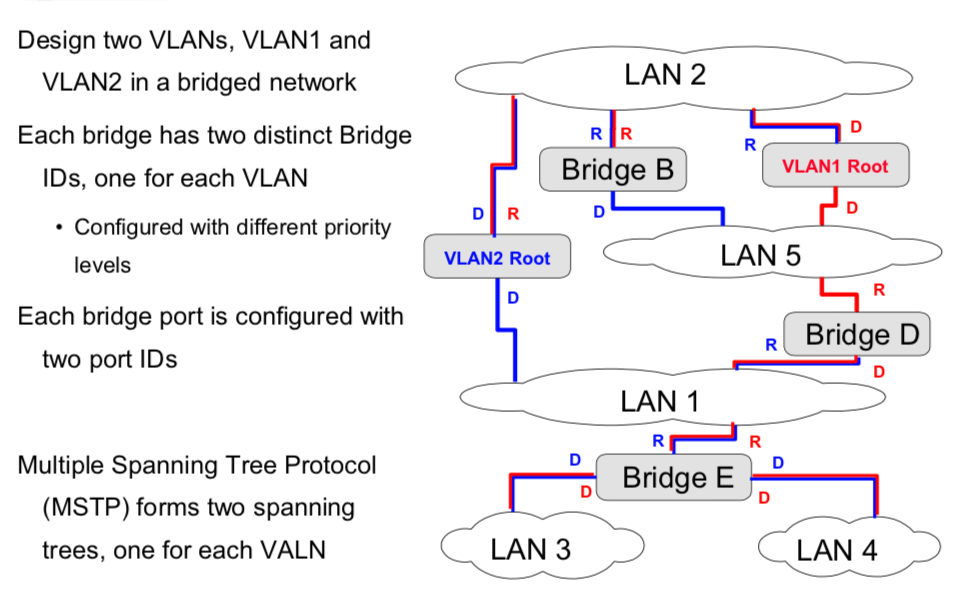 Design two VLANs, VLAN1 and
VLAN2 in a bridged network
Each bridge has two distinct Bridge
IDs, one for each VLAN
• Configured with different priority
levels
Each bridge port is configured with
two port IDs
Multiple Spanning Tree Protocol
(MSTP) forms two spanning
trees, one for each VALN
LAN 2
R R
R
D
Bridge B
VLAN1 Root
D
D
D R
VLAN2 Root
LAN 5
D
R
R
Bridge D
D
LAN 1
R R
D
D
Bridge E
D
D
LAN 3
LAN 4